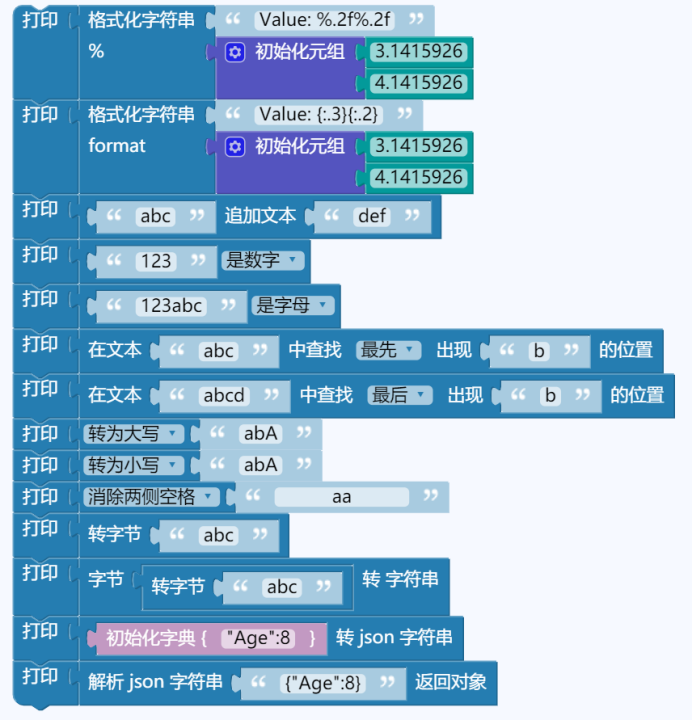 打印 格式化字符串 “ Value: %.2f%.2f ”
% 初始化元组 3.1415926
4.1415926
打印 格式化字符串 “ Value: {:.3}{:.2} ”
format 初始化元组 3.1415926
4.1415926
打印 “ abc ” 追加文本 “ def ”
打印 “ 123 ” 是数字
打印 “ 123abc ” 是字母
打印 在文本 “ abc ” 中查找 最先 出现 “ b ” 的位置
打印 在文本 “ abcd ” 中查找 最后 出现 “ b ” 的位置
打印 转为大写 “ abA ”
打印 转为小写 “ abA ”
打印 消除两侧空格 “ aa ”
打印 转字节 “ abc ”
打印 字节 转字节 “ abc ” 转 字符串
打印 初始化字典 { "Age":8 } 转 json 字符串
打印 解析 json 字符串 “ {"Age":8} ” 返回对象